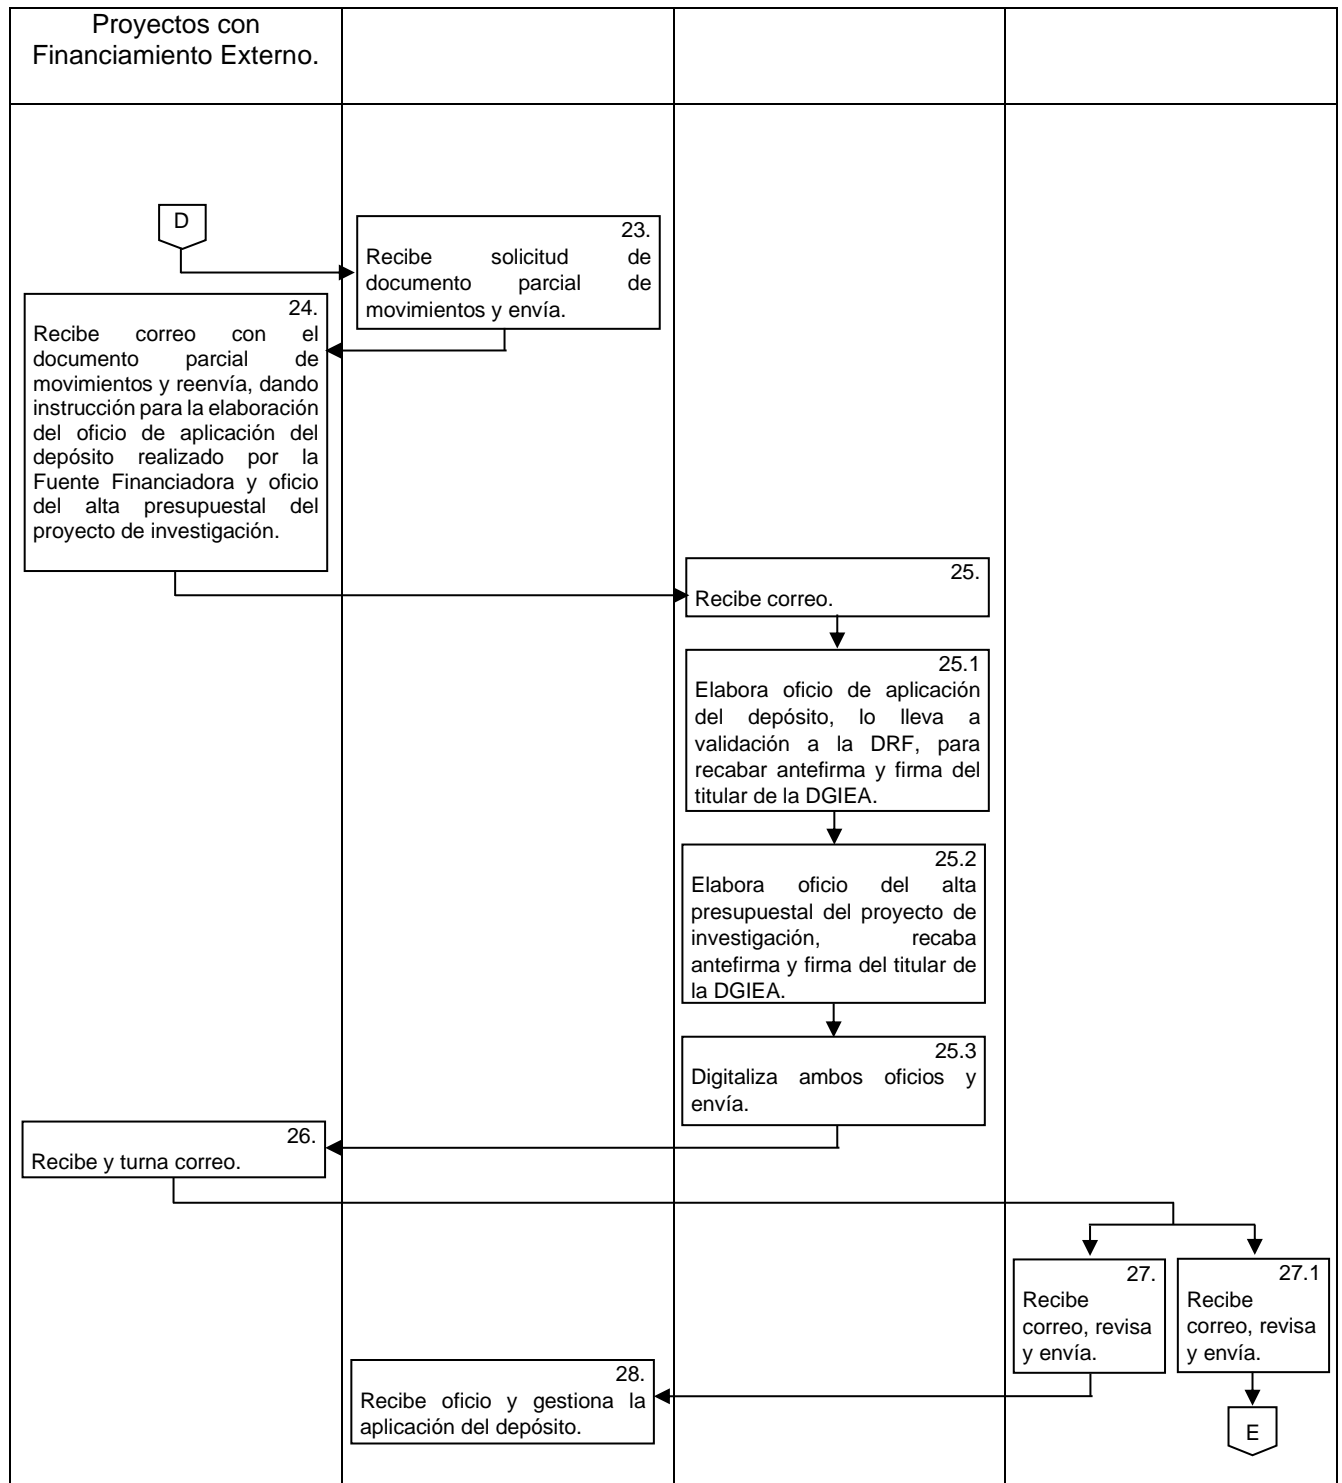 Proyectos con
Financiamiento Externo.
D
23.
Recibe solicitud de
documento parcial de
movimientos y envía.
24.
Recibe correo con el
documento parcial de
movimientos y reenvía, dando
instrucción para la elaboración
del oficio de aplicación del
depósito realizado por la
Fuente Financiadora y oficio
del alta presupuestal del
proyecto de investigación.
25.
Recibe correo.
25.1
Elabora oficio de aplicación
del depósito, lo lleva a
validación a la DRF, para
recabar antefirma y firma del
titular de la DGIEA.
25.2
Elabora oficio del alta
presupuestal del proyecto de
investigación, recaba
antefirma y firma del titular de
la DGIEA.
25.3
Digitaliza ambos oficios y
envía.
26.
Recibe y turna correo.
27.
Recibe
correo, revisa
y envía.
27.1
Recibe
correo, revisa
y envía.
28.
Recibe oficio y gestiona la
aplicación del depósito.
E